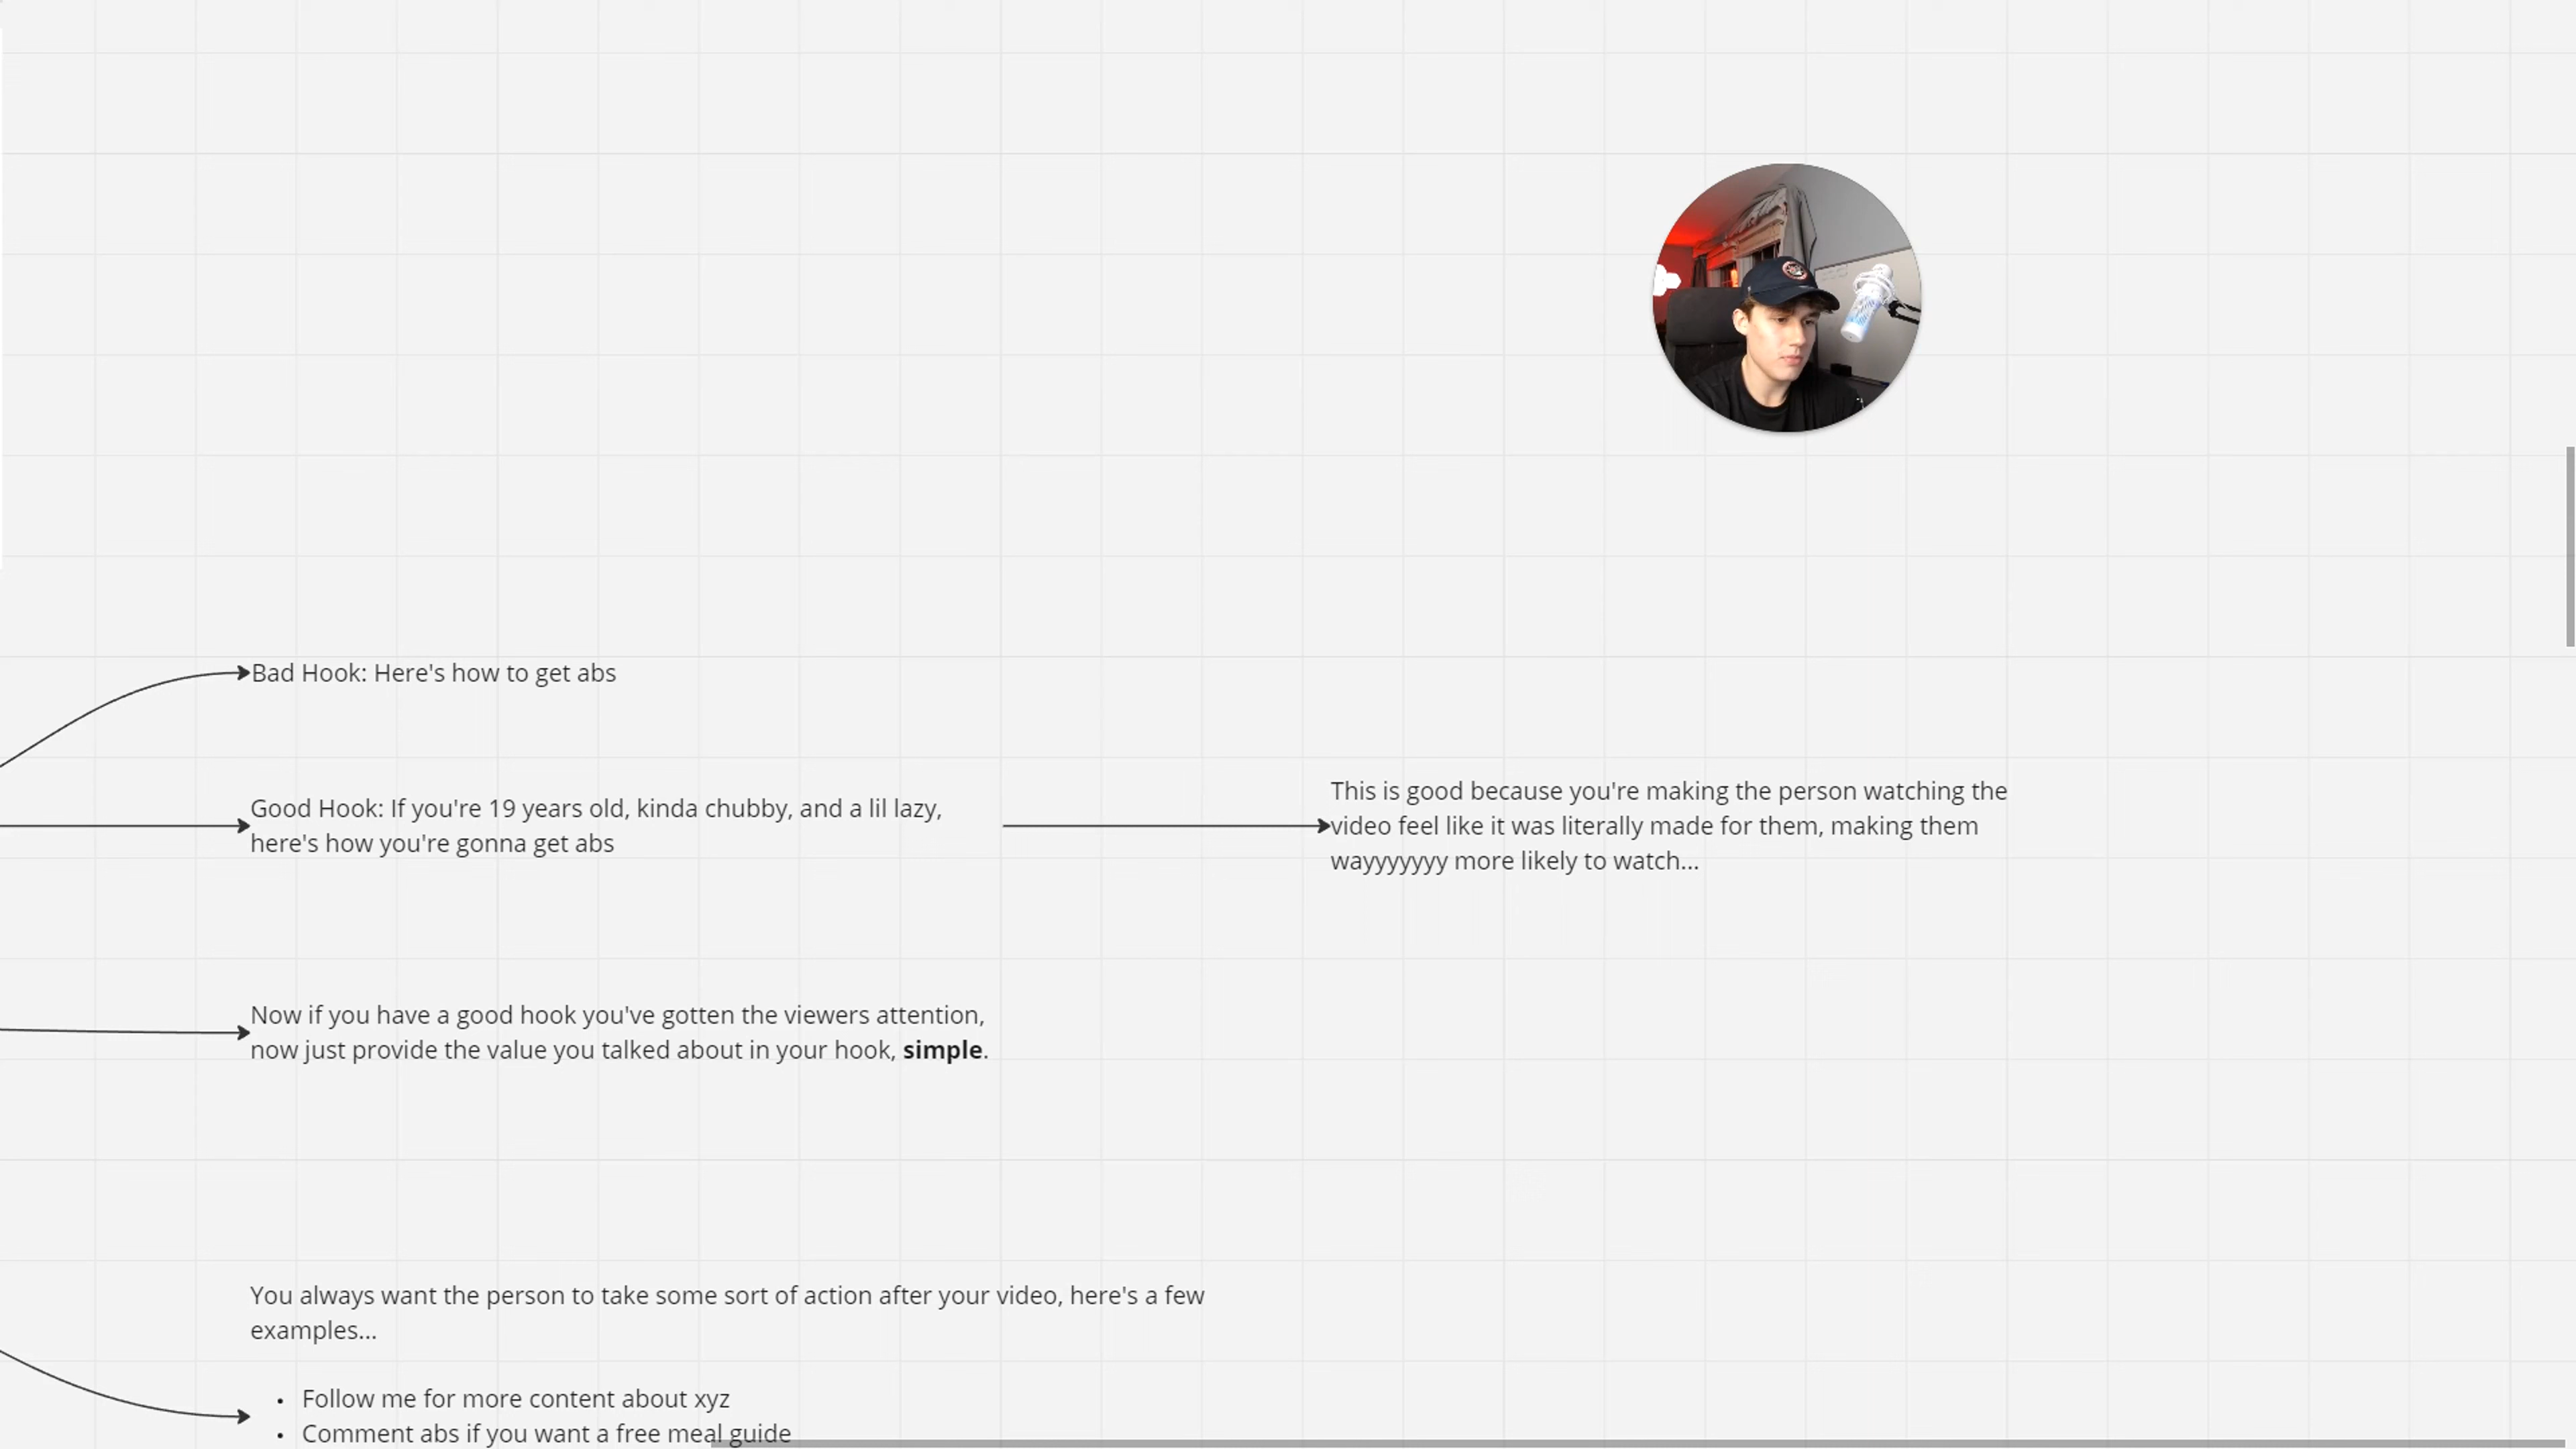 Bad Hook: Here's how to get abs
Good Hook: If you're 19 years old, kinda chubby, and a lil lazy,
here's how you're gonna get abs
This is good because you're making the person watching the
video feel like it was literally made for them, making them
wayyyyyyy more likely to watch...
Now if you have a good hook you've gotten the viewers attention,
now just provide the value you talked about in your hook, simple.
You always want the person to take some sort of action after your video, here's a few
examples...
• Follow me for more content about xyz
• Comment abs if you want a free meal guide